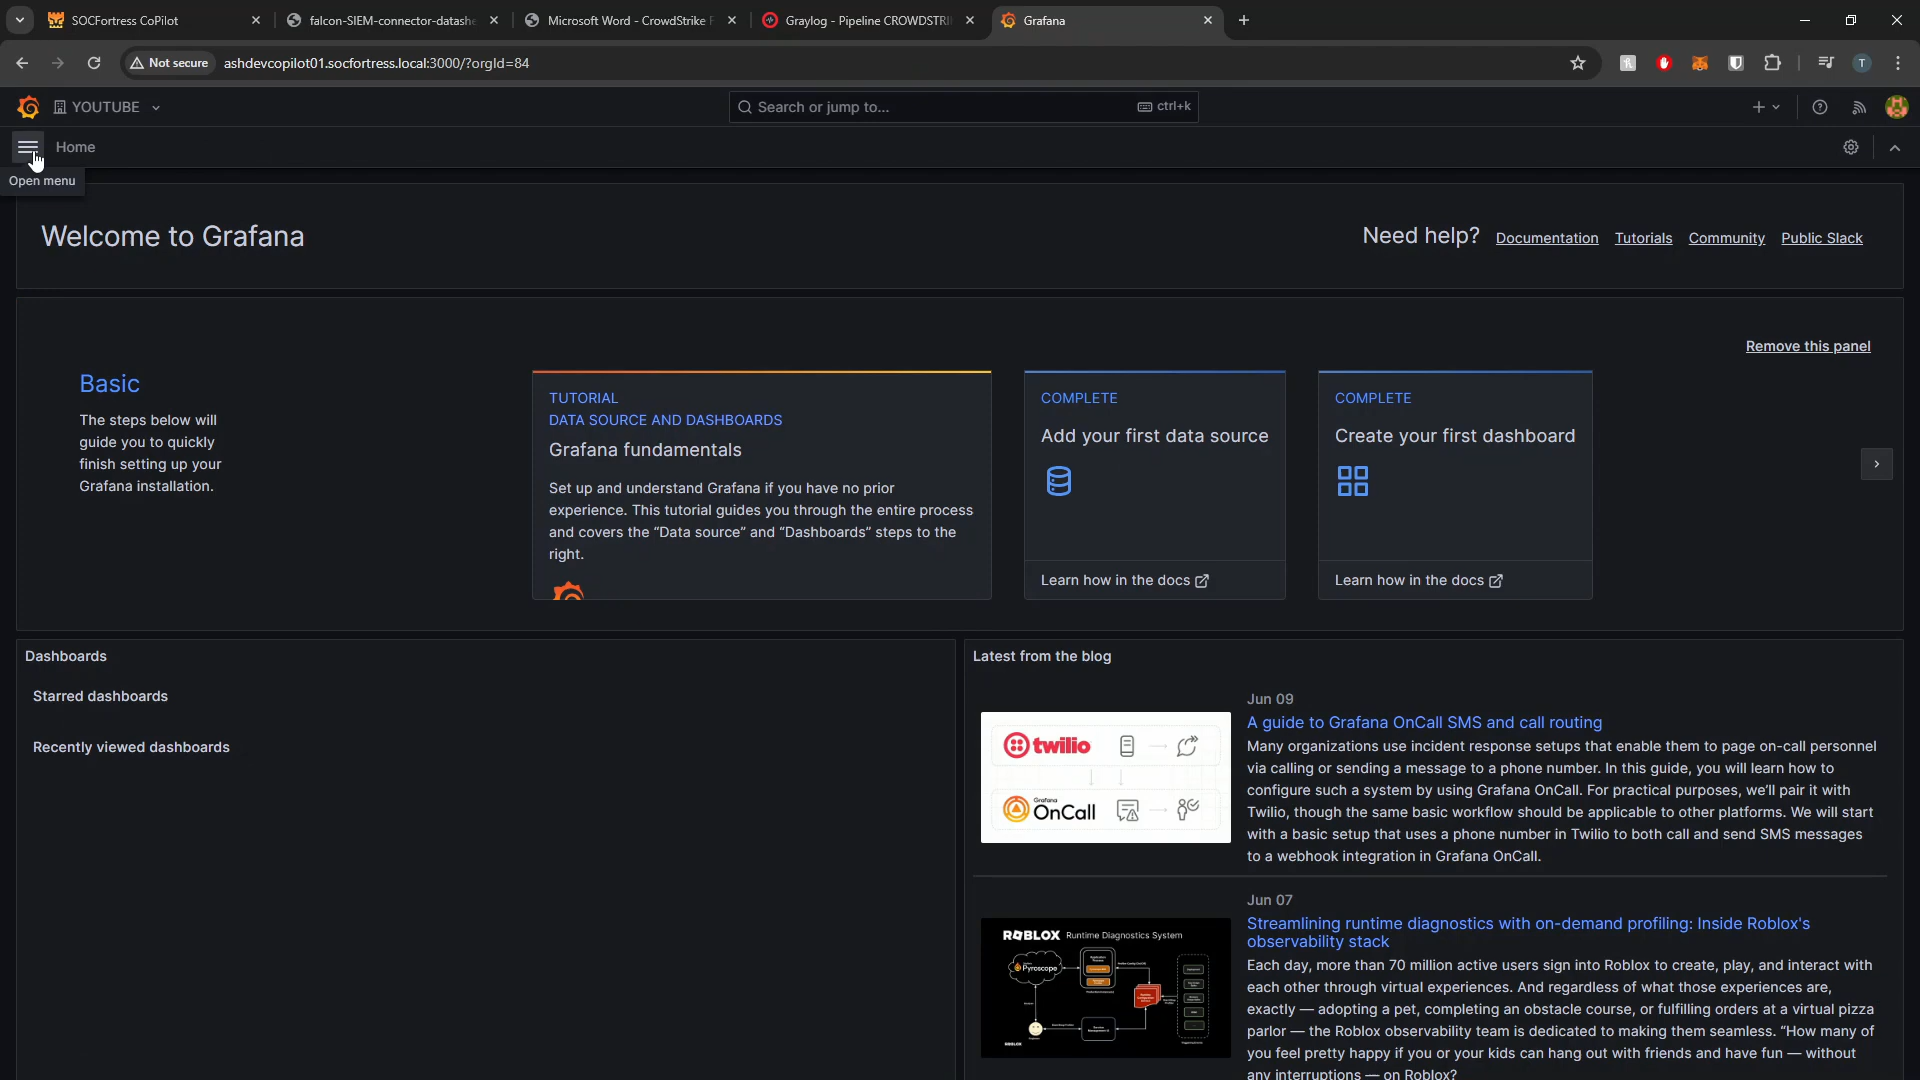 SOCFortress CoPilot
falcon-SIEM-connector-datashe
Microsoft Word - CrowdStrike F
Graylog - Pipeline CROWDSTRI
Grafana
Not secure
ashdevcopilot01.socfortress.local:3000/?orgId=84
T
YOUTUBE
Search or jump to...
ctrl+k
Home
Open menu
Welcome to Grafana
Need help?
Documentation
Tutorials
Community
Public Slack
Remove this panel
Basic
The steps below will
guide you to quickly
finish setting up your
Grafana installation.
TUTORIAL
DATA SOURCE AND DASHBOARDS
Grafana fundamentals
Set up and understand Grafana if you have no prior
experience. This tutorial guides you through the entire process
and covers the “Data source” and “Dashboards” steps to the
right.
COMPLETE
Add your first data source
Learn how in the docs
COMPLETE
Create your first dashboard
Learn how in the docs
Dashboards
Starred dashboards
Recently viewed dashboards
Latest from the blog
twilio
Grafana
OnCall
Jun 09
A guide to Grafana OnCall SMS and call routing
Many organizations use incident response setups that enable them to page on-call personnel
via calling or sending a message to a phone number. In this guide, you will learn how to
configure such a system by using Grafana OnCall. For practical purposes, we’ll pair it with
Twilio, though the same basic workflow should be applicable to other platforms. We will start
with a basic setup that uses a phone number in Twilio to both call and send SMS messages
to a webhook integration in Grafana OnCall.
ROBLOX Runtime Diagnostics System
Pyroscope
ROBLOX
Jun 07
Streamlining runtime diagnostics with on-demand profiling: Inside Roblox's
observability stack
Each day, more than 70 million active users sign into Roblox to create, play, and interact with
each other through virtual experiences. And regardless of what those experiences are,
exactly — adopting a pet, completing an obstacle course, or fulfilling orders at a virtual pizza
parlor — the Roblox observability team is dedicated to making them seamless. “How many of
you feel pretty happy if you or your kids can hang out with friends and have fun — without
any interruptions — on Roblox?